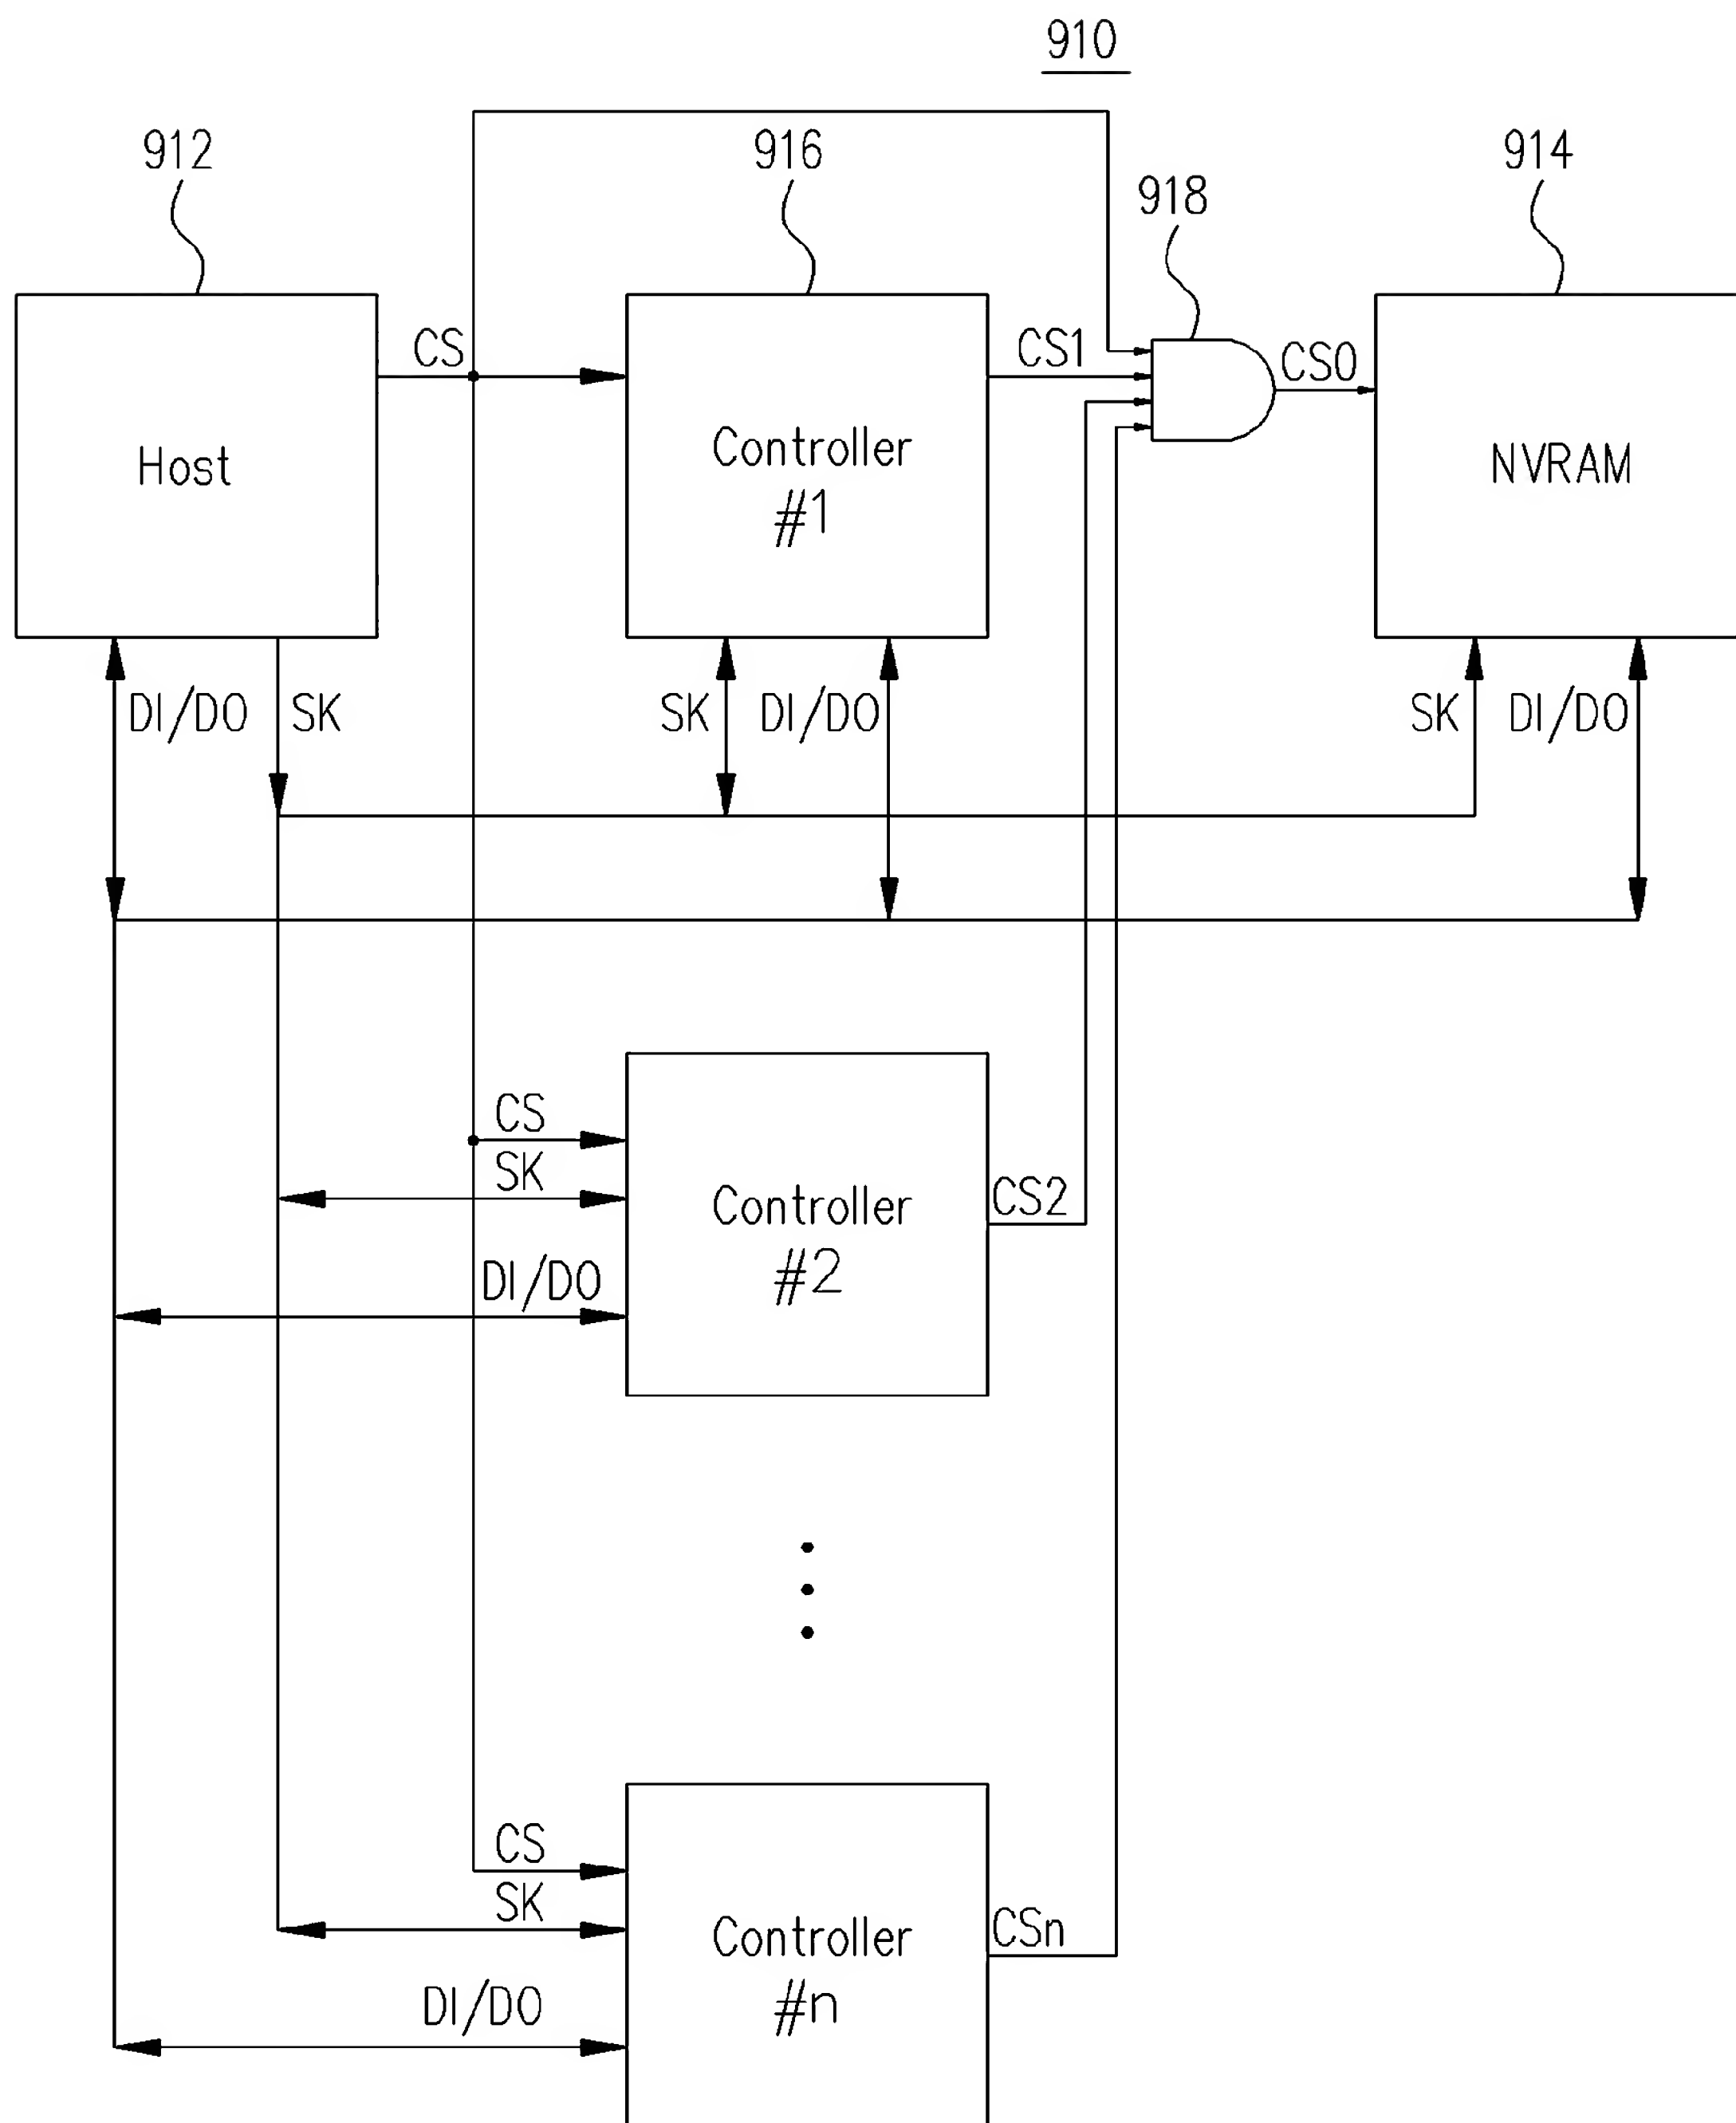 910
912
916
918
914
CS
CS1
CS0
Host
Controller
#1
NVRAM
DI/DO
SK
SK
DI/DO
SK
DI/DO
CS
SK
DI/DO
Controller
#2
CS2
CS
SK
DI/DO
Controller
#n
CSn